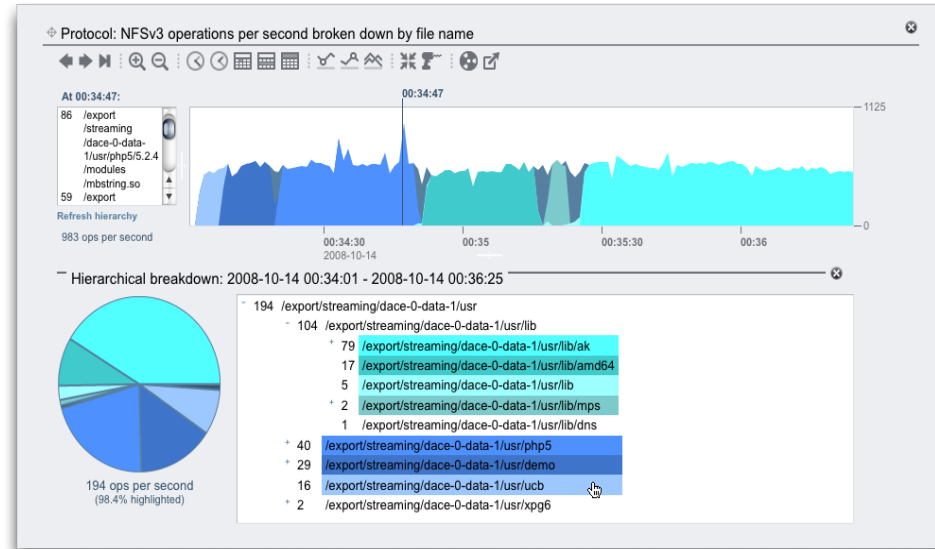 Protocol: NFSv3 operations per second broken down by file name
At 00:34:47:
86 /export
/streaming
/dace-0-data-
1/usr/php5/5.2.4
/modules
/mbstring.so
59 /export
Refresh hierarchy
983 ops per second
00:34:47
1125
0
00:34:30
2008-10-14
00:35
00:35:30
00:36
Hierarchical breakdown: 2008-10-14 00:34:01 - 2008-10-14 00:36:25
194 ops per second
(98.4% highlighted)
- 194 /export/streaming/dace-0-data-1/usr
- 104 /export/streaming/dace-0-data-1/usr/lib
+ 79 /export/streaming/dace-0-data-1/usr/lib/ak
17 /export/streaming/dace-0-data-1/usr/lib/amd64
5 /export/streaming/dace-0-data-1/usr/lib
+ 2 /export/streaming/dace-0-data-1/usr/lib/mps
1 /export/streaming/dace-0-data-1/usr/lib/dns
+ 40 /export/streaming/dace-0-data-1/usr/php5
+ 29 /export/streaming/dace-0-data-1/usr/demo
16 /export/streaming/dace-0-data-1/usr/ucb
+ 2 /export/streaming/dace-0-data-1/usr/xpg6